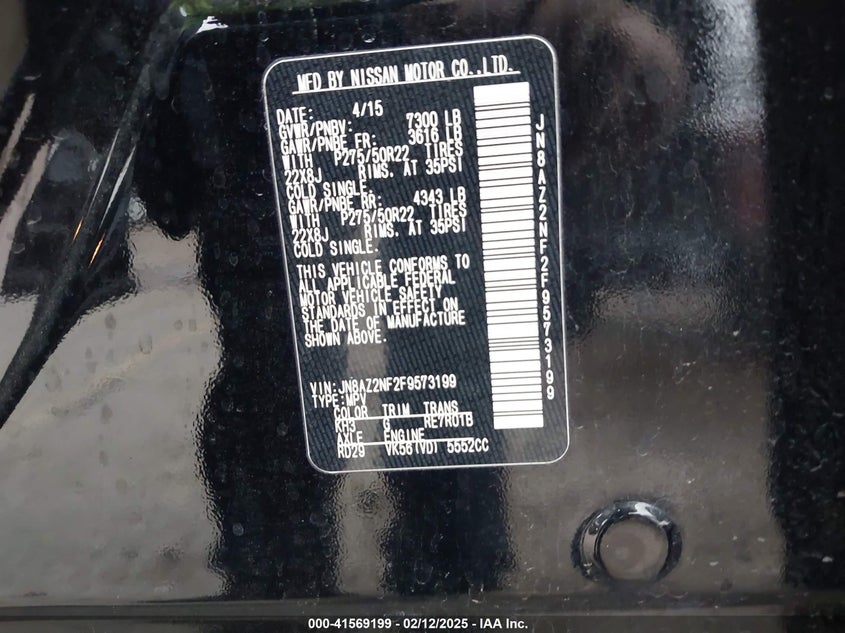 MFD BY NISSAN MOTOR CO.,LTD.
DATE: 4/15
GVWR/PNBV: 7300 LB
GAWR/PNBE FR: 3616 LB
WITH P275/50R22 TIRES
22X8J RIMS. AT 35PSI
COLD SINGLE.
GAWR/PNBE RR: 4343 LB
WITH P275/50R22 TIRES
22X8J RIMS. AT 35PSI
COLD SINGLE.
THIS VEHICLE CONFORMS TO
ALL APPLICABLE FEDERAL
MOTOR VEHICLE SAFETY
STANDARDS IN EFFECT ON
THE DATE OF MANUFACTURE
SHOWN ABOVE.
VIN:JN8AZ2NF2F9573199
TYPE:MPV
COLOR TRIM TRANS
KH3 G RE7R01B
AXLE ENGINE
RD29 VK56(VD) 5552CC
JN8AZ2NF2F9573199
000-41569199 - 02/12/2025 - IAA Inc.